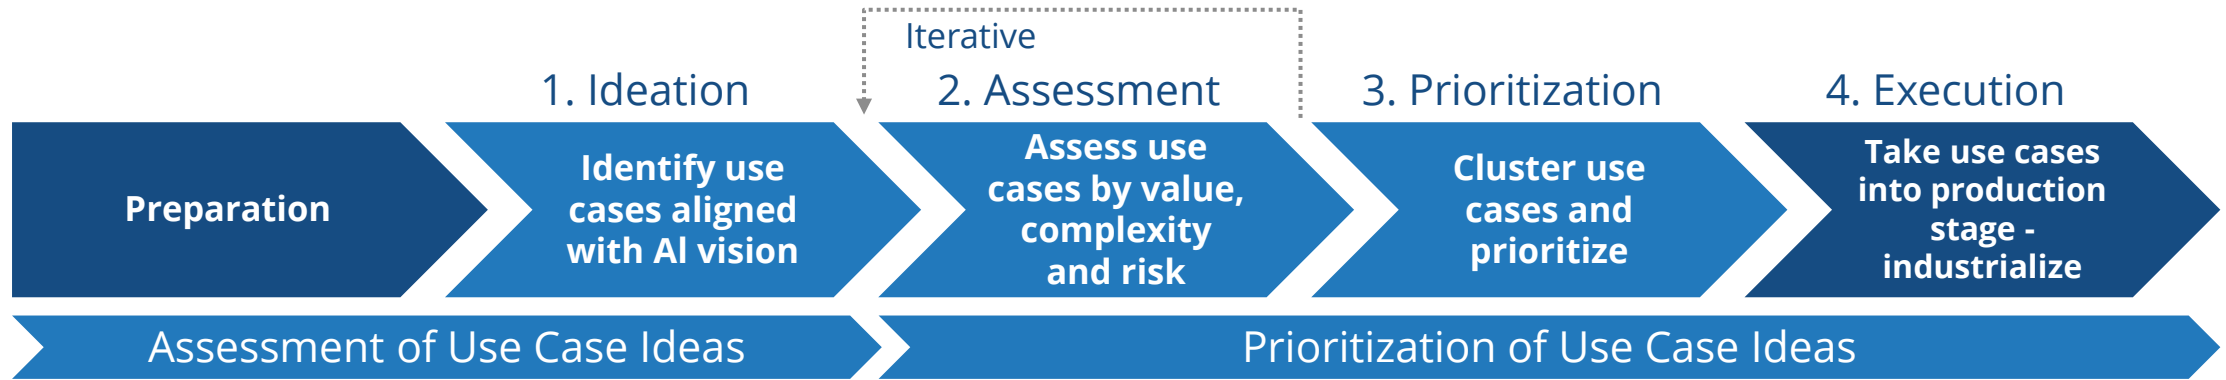 Iterative
1. Ideation
2. Assessment
3. Prioritization
4. Execution
Preparation
Identify use
cases aligned
with AI vision
Assess use
cases by value,
complexity
and risk
Cluster use
cases and
prioritize
Take use cases
into production
stage -
industrialize
Assessment of Use Case Ideas
Prioritization of Use Case Ideas